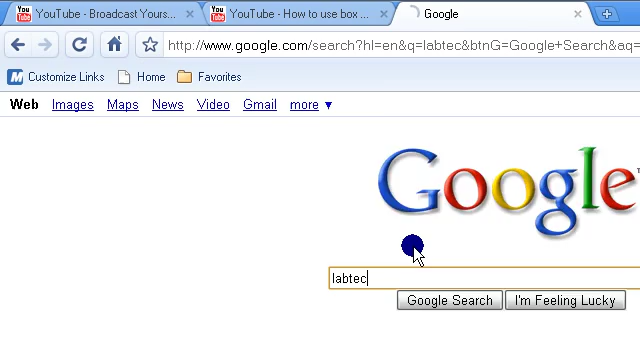 YouTube - Broadcast Yours... YouTube - How to use box ... Google
http://www.google.com/search?hl=en&q=labtec&btnG=Google+Search&aq=
Customize Links Home Favorites
Web Images Maps News Video Gmail more ▼
Google
labtec
Google Search I'm Feeling Lucky